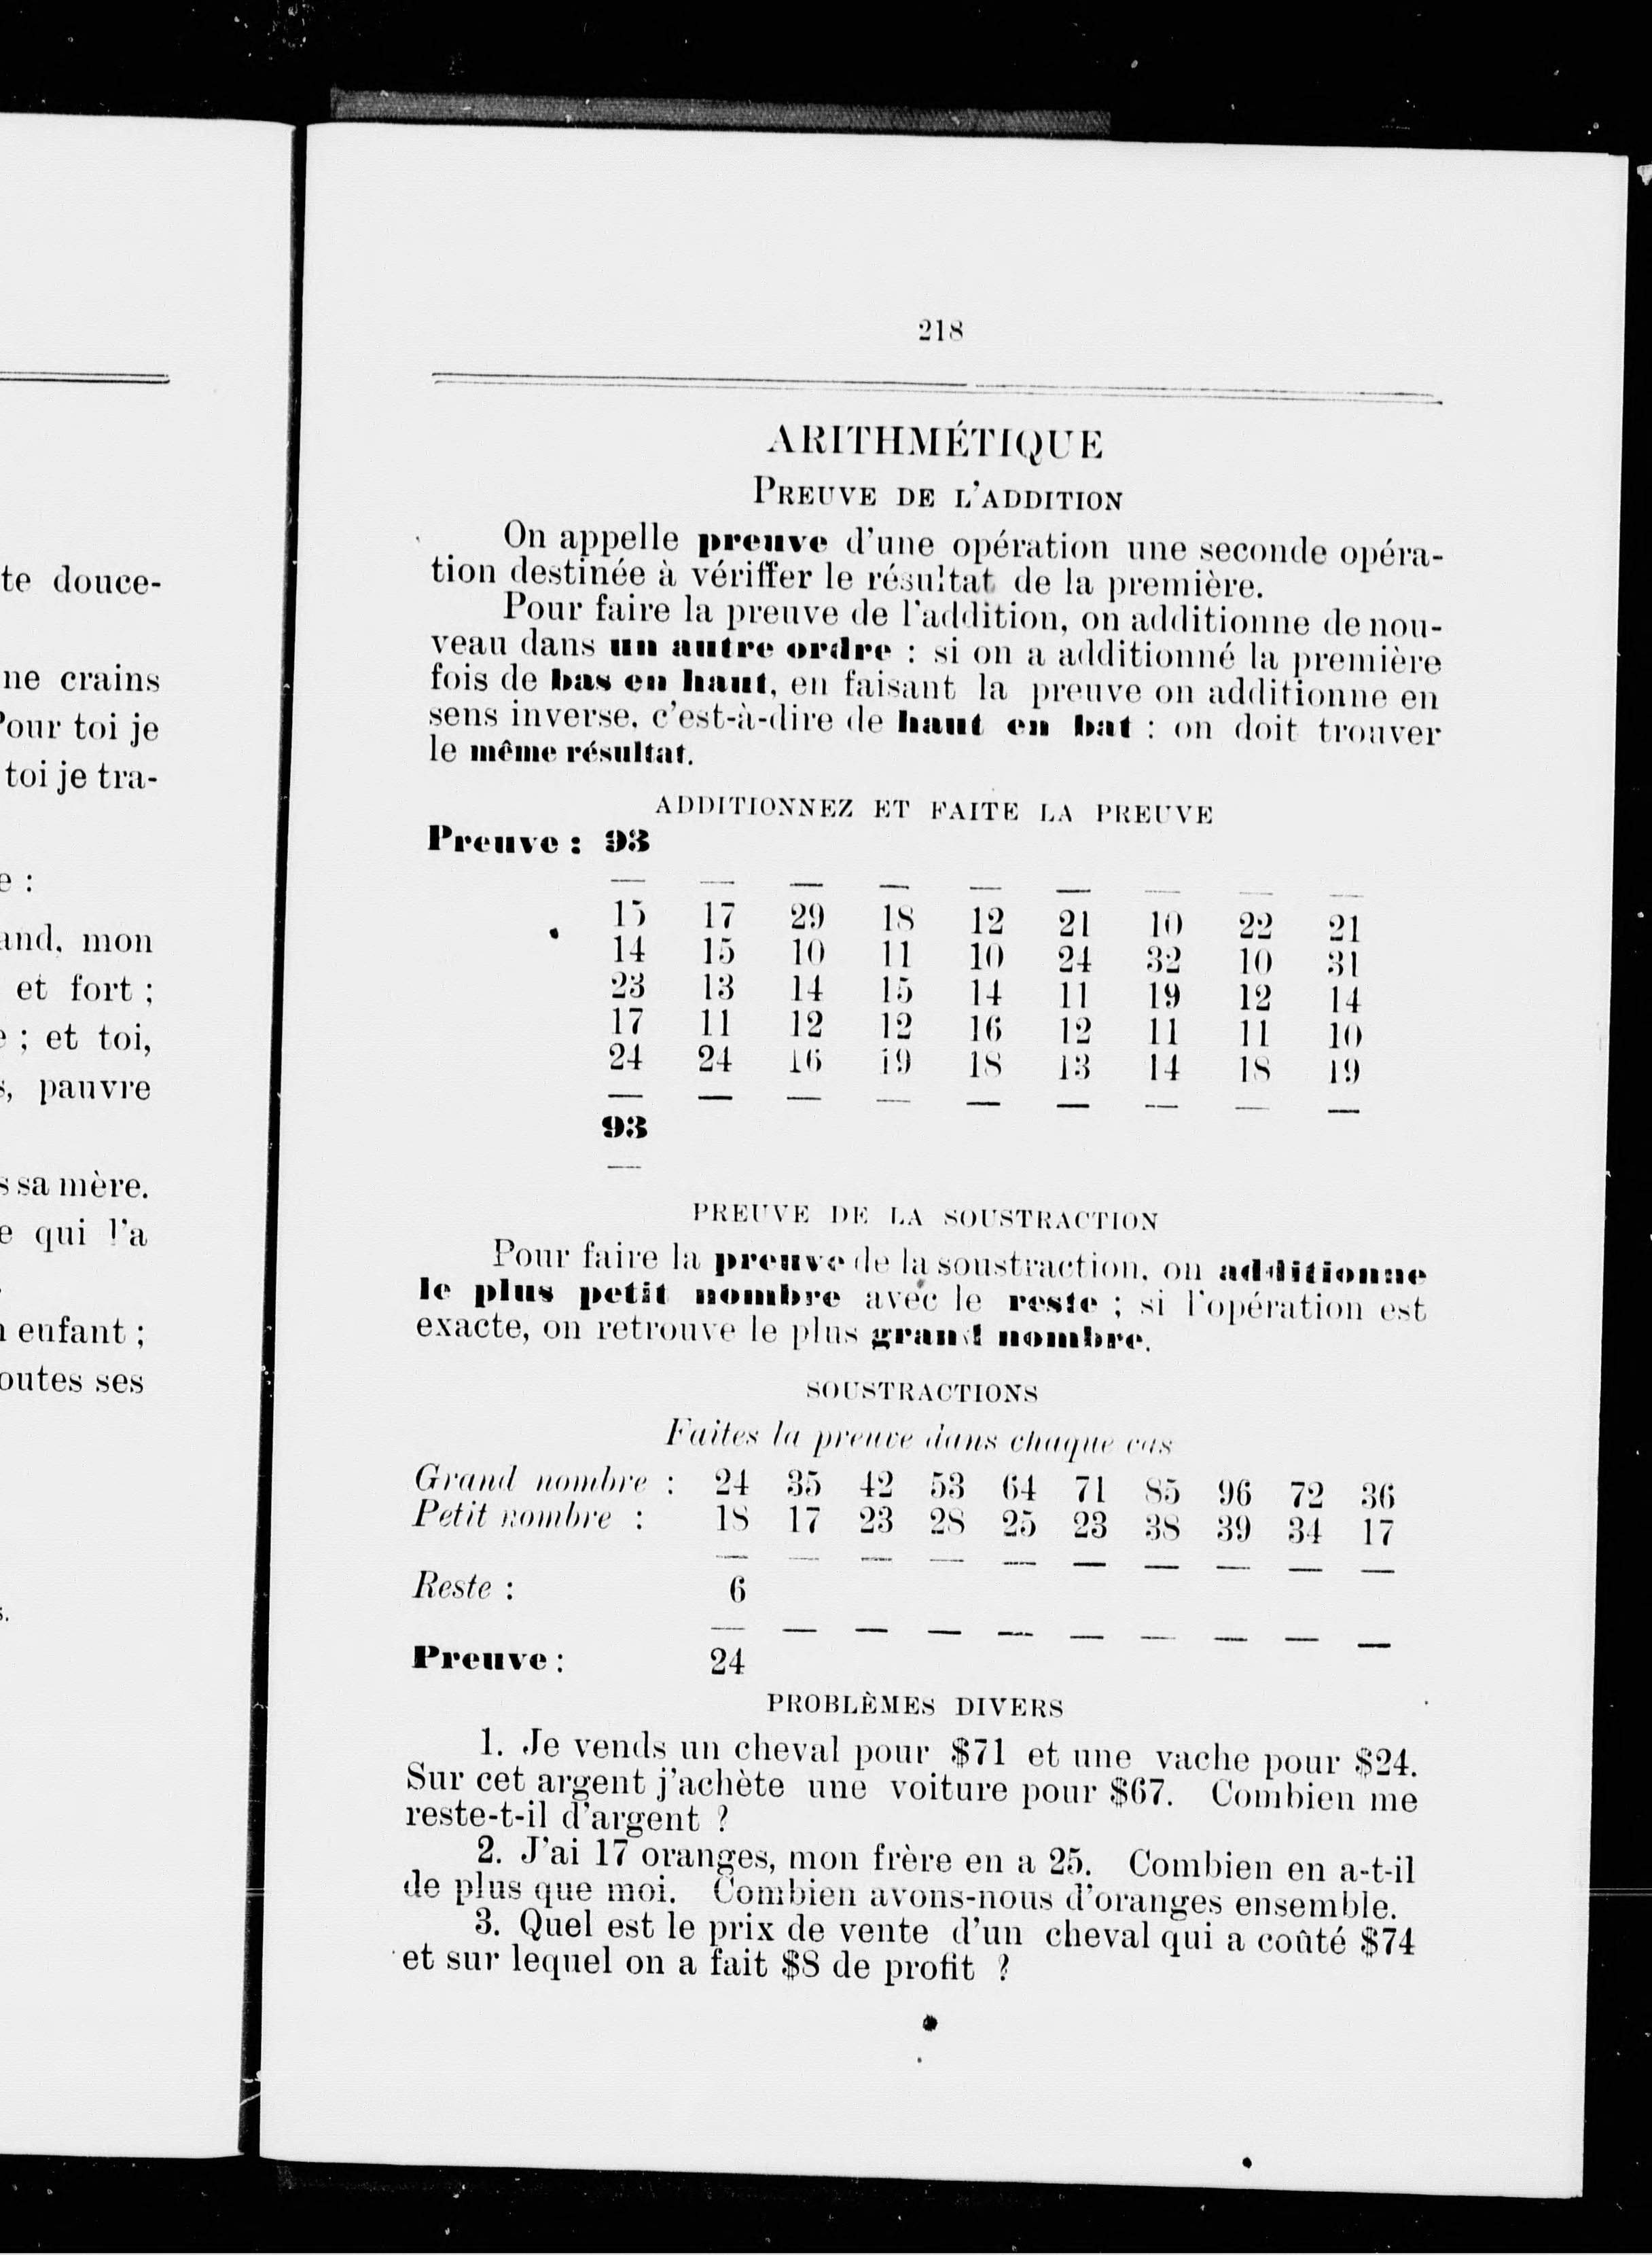 te douce-
ne crains
Pour toi je
toi je tra-
e :
and, mon
et fort ;
e ; et toi,
s, pauvre
s sa mère.
e qui l'a
enfant ;
outes ses
s.
218
ARITHMÉTIQUE
PREUVE DE L'ADDITION
On appelle preuve d'une opération une seconde opéra-
tion destinée à vériffer le résultat de la première.
Pour faire la preuve de l'addition, on additionne de nou-
veau dans un autre ordre : si on a additionné la première
fois de bas en haut, en faisant la preuve on additionne en
sens inverse, c'est-à-dire de haut en bat : on doit trouver
le même résultat.
ADDITIONNEZ ET FAITE LA PREUVE
Preuve : 93
15 17 29 18 12 21 10 22 21
14 15 10 11 10 24 32 10 31
23 13 14 15 14 11 19 12 14
17 11 12 12 16 12 11 11 10
24 24 16 19 18 13 14 18 19
93
PREUVE DE LA SOUSTRACTION
Pour faire la preuve de la soustraction, on additionne
le plus petit nombre avec le reste ; si l'opération est
exacte, on retrouve le plus grand nombre.
SOUSTRACTIONS
Faites la preuve dans chaque cas
Grand nombre : 24 35 42 53 64 71 85 96 72 36
Petit nombre : 18 17 23 28 25 23 38 39 34 17
Reste : 6
Preuve : 24
PROBLÈMES DIVERS
1. Je vends un cheval pour $71 et une vache pour $24.
Sur cet argent j'achète une voiture pour $67. Combien me
reste-t-il d'argent ?
2. J'ai 17 oranges, mon frère en a 25. Combien en a-t-il
de plus que moi. Combien avons-nous d'oranges ensemble.
3. Quel est le prix de vente d'un cheval qui a coûté $74
et sur lequel on a fait $8 de profit ?